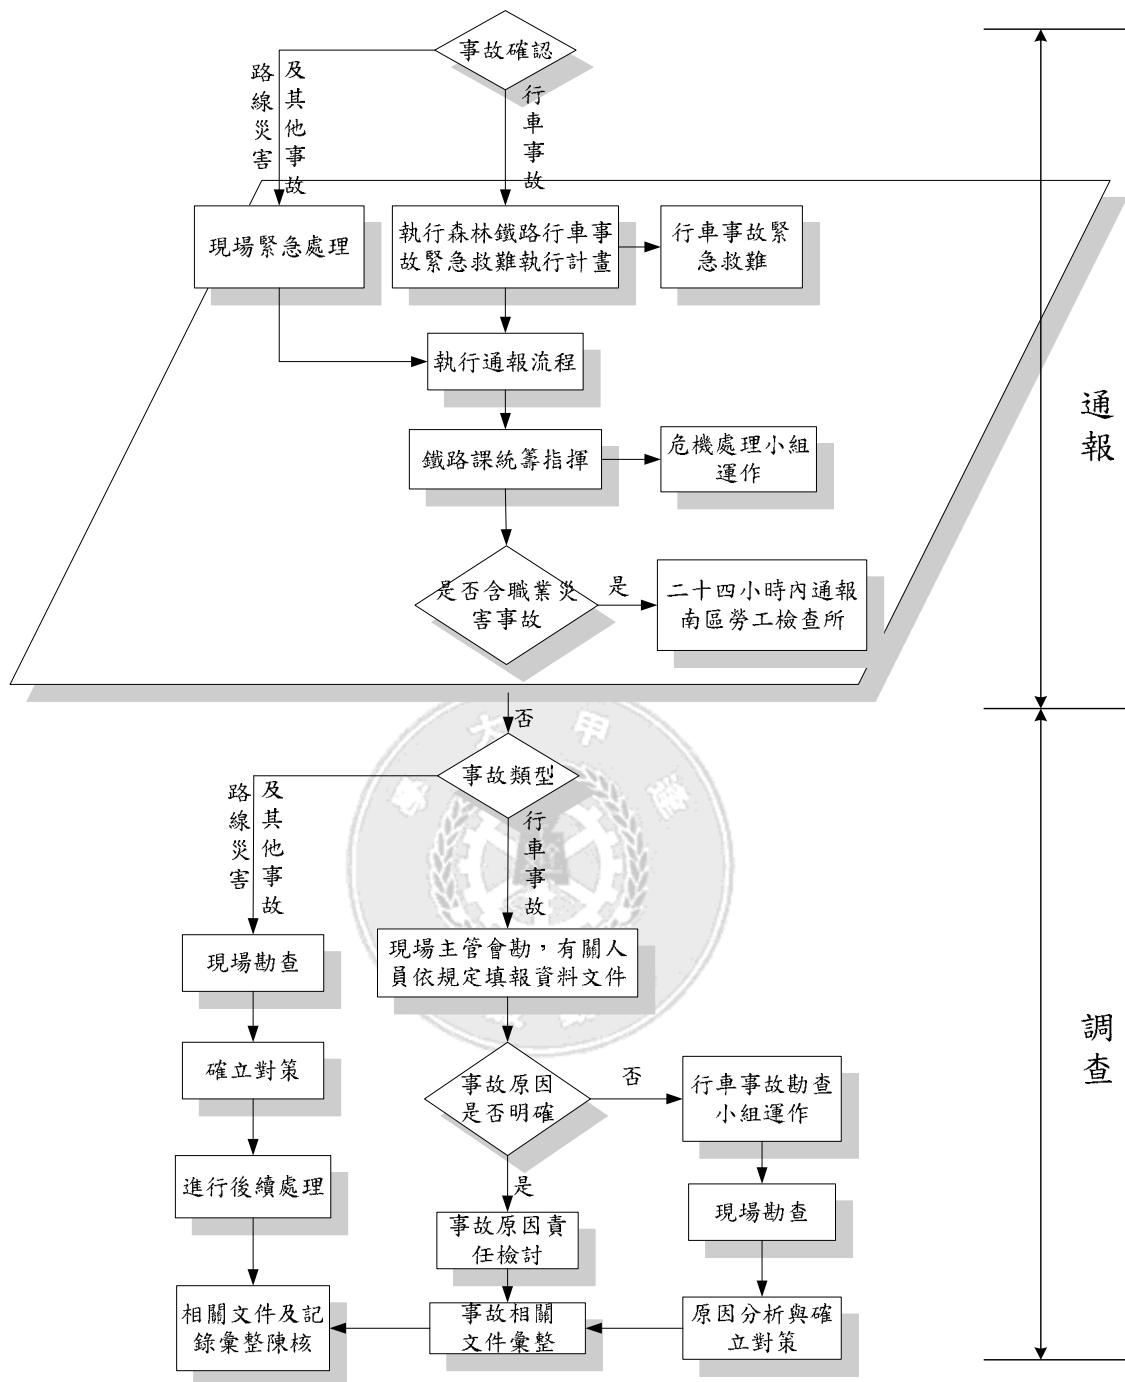 事故確認
路線災害
及其他事故
行車事故
現場緊急處理
執行森林鐵路行車事
故緊急救難執行計畫
行車事故緊
急救難
執行通報流程
鐵路課統籌指揮
危機處理小組
運作
是否含職業災
害事故
是
二十四小時內通報
南區勞工檢查所
通報
否
事故類型
路線災害
及其他事故
行車事故
現場勘查
現場主管會勘，有關人
員依規定填報資料文件
確立對策
事故原因
是否明確
否
行車事故勘查
小組運作
調查
進行後續處理
是
現場勘查
事故原因責
任檢討
相關文件及記
錄彙整陳核
事故相關
文件彙整
原因分析與確
立對策
大甲逢